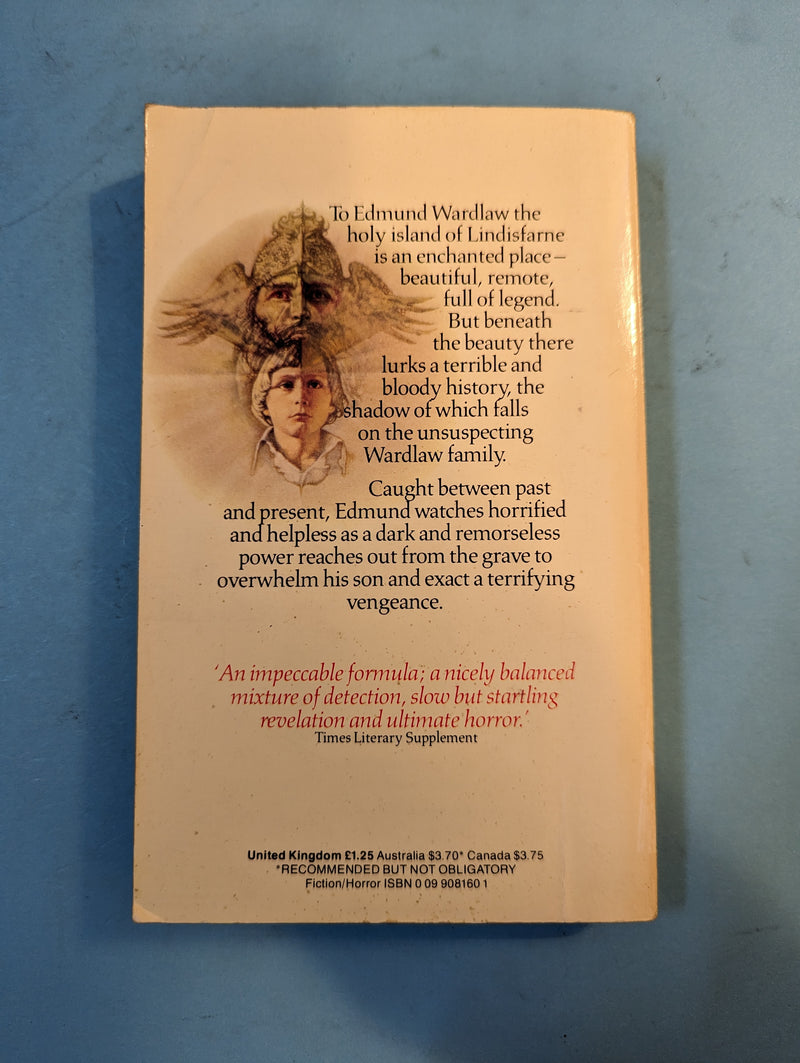 To Edmund Wardlaw the
holy island of Lindisfarne
is an enchanted place–
beautiful, remote,
full of legend.
But beneath
the beauty there
lurks a terrible and
bloody history, the
shadow of which falls
on the unsuspecting
Wardlaw family.
Caught between past
and present, Edmund watches horrified
and helpless as a dark and remorseless
power reaches out from the grave to
overwhelm his son and exact a terrifying
vengeance.
'An impeccable formula; a nicely balanced
mixture of detection, slow but startling
revelation and ultimate horror.'
Times Literary Supplement
United Kingdom £1.25 Australia $3.70* Canada $3.75
*RECOMMENDED BUT NOT OBLIGATORY
Fiction/Horror ISBN 0 09 908160 1